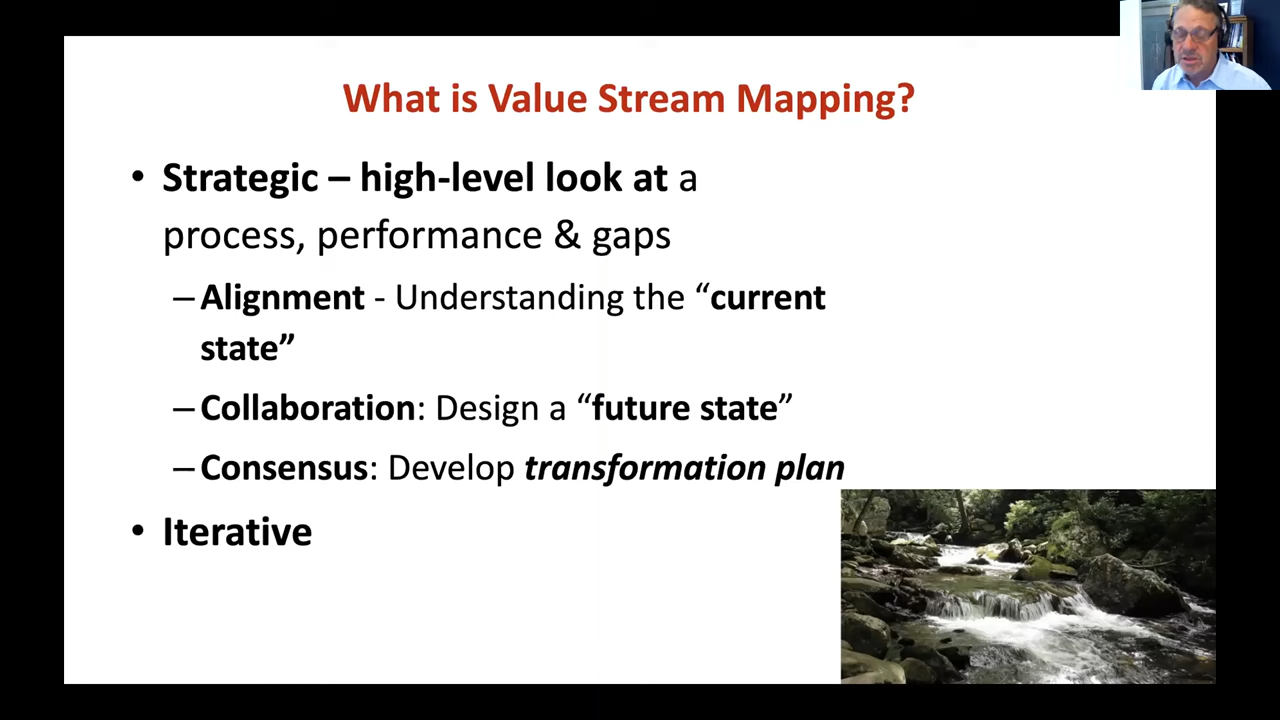 What is Value Stream Mapping?
• Strategic – high-level look at a
process, performance & gaps
– Alignment - Understanding the “current
state”
– Collaboration: Design a “future state”
– Consensus: Develop transformation plan
• Iterative